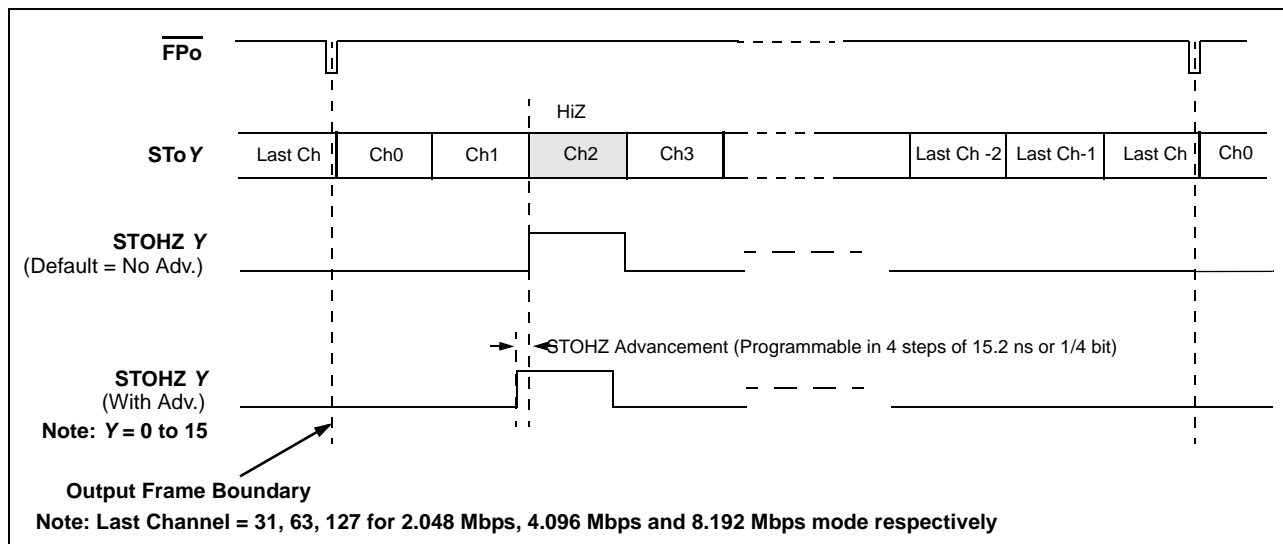 FPo
HiZ
STo Y
Last Ch Ch0 Ch1 Ch2 Ch3 Last Ch -2 Last Ch-1 Last Ch Ch0
STOHZ Y
(Default = No Adv.)
STOHZ Advancement (Programmable in 4 steps of 15.2 ns or 1/4 bit)
STOHZ Y
(With Adv.)
Note: Y = 0 to 15
Output Frame Boundary
Note: Last Channel = 31, 63, 127 for 2.048 Mbps, 4.096 Mbps and 8.192 Mbps mode respectively